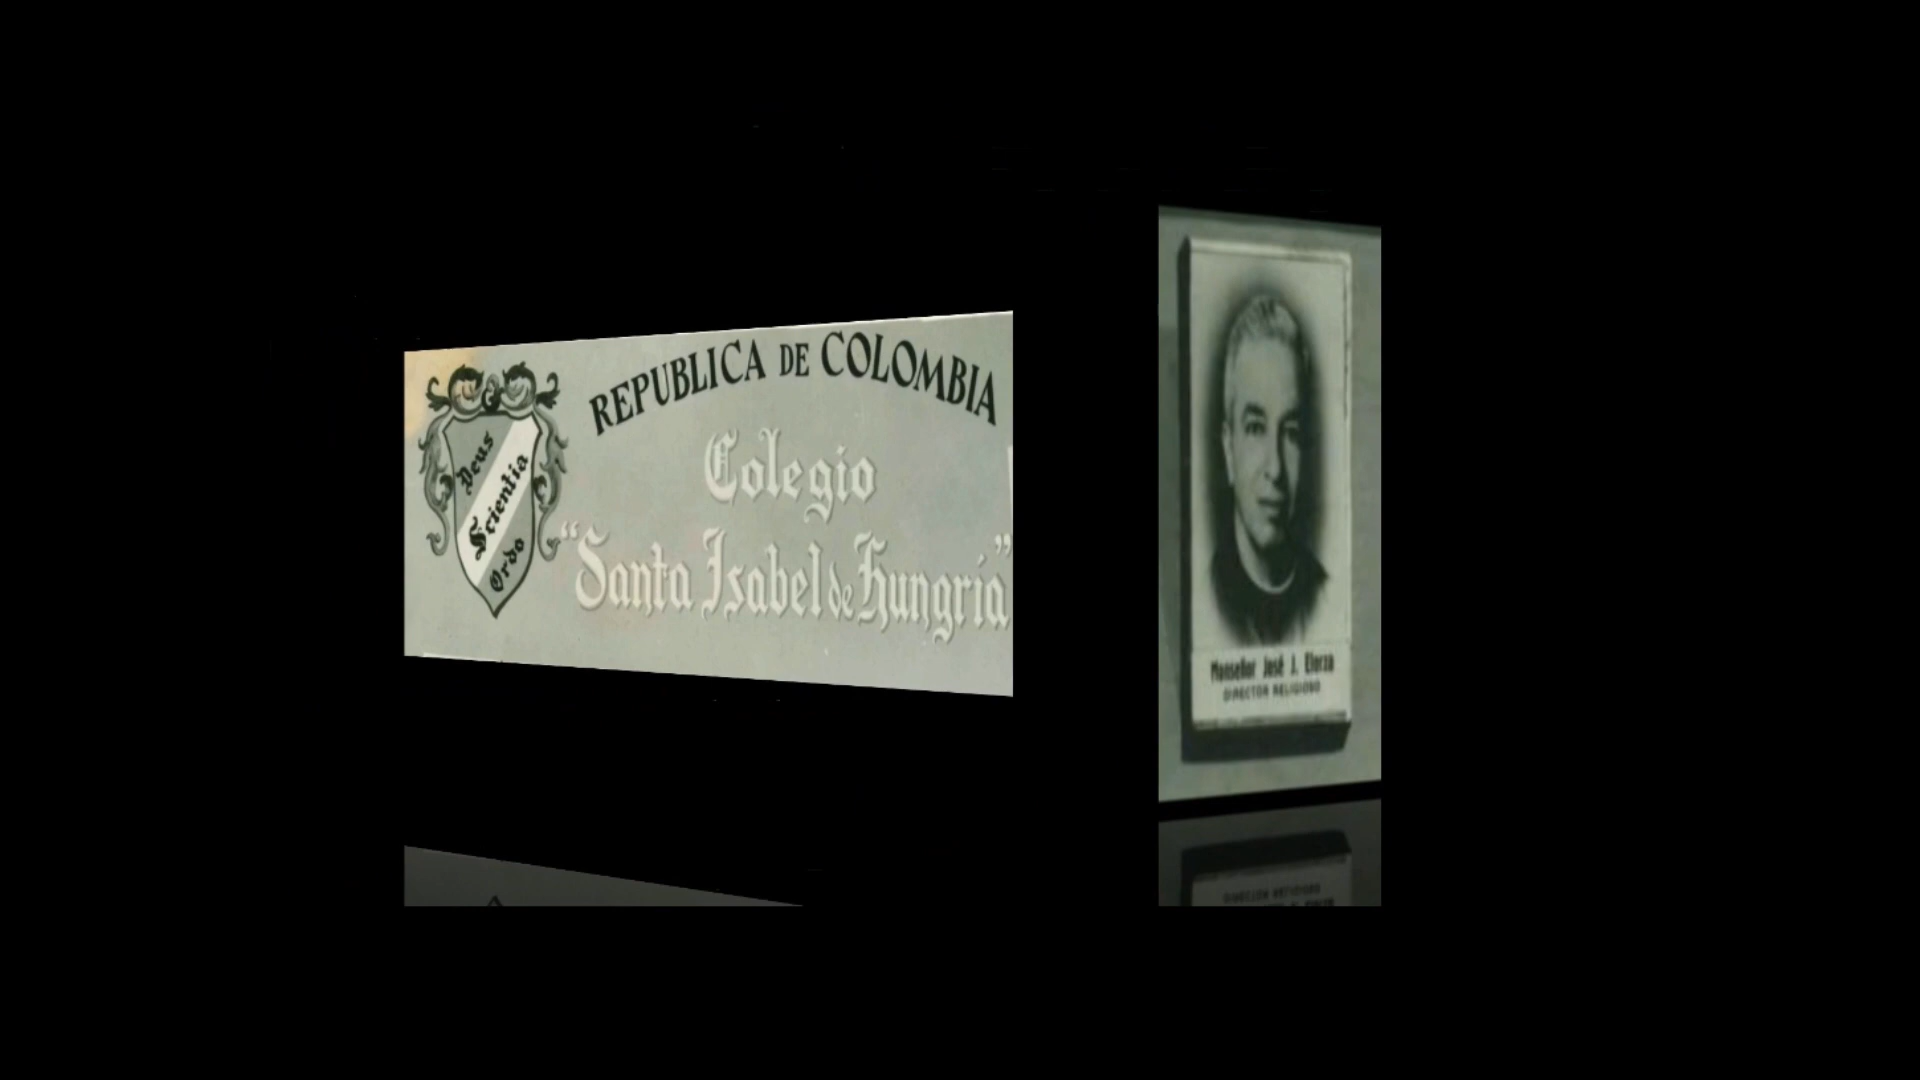 Deus
Scientia
Ordo
REPUBLICA DE COLOMBIA
Colegio
"Santa Isabel de Hungría"
Monseñor José J. Elorza
DIRECTOR RELIGIOSO